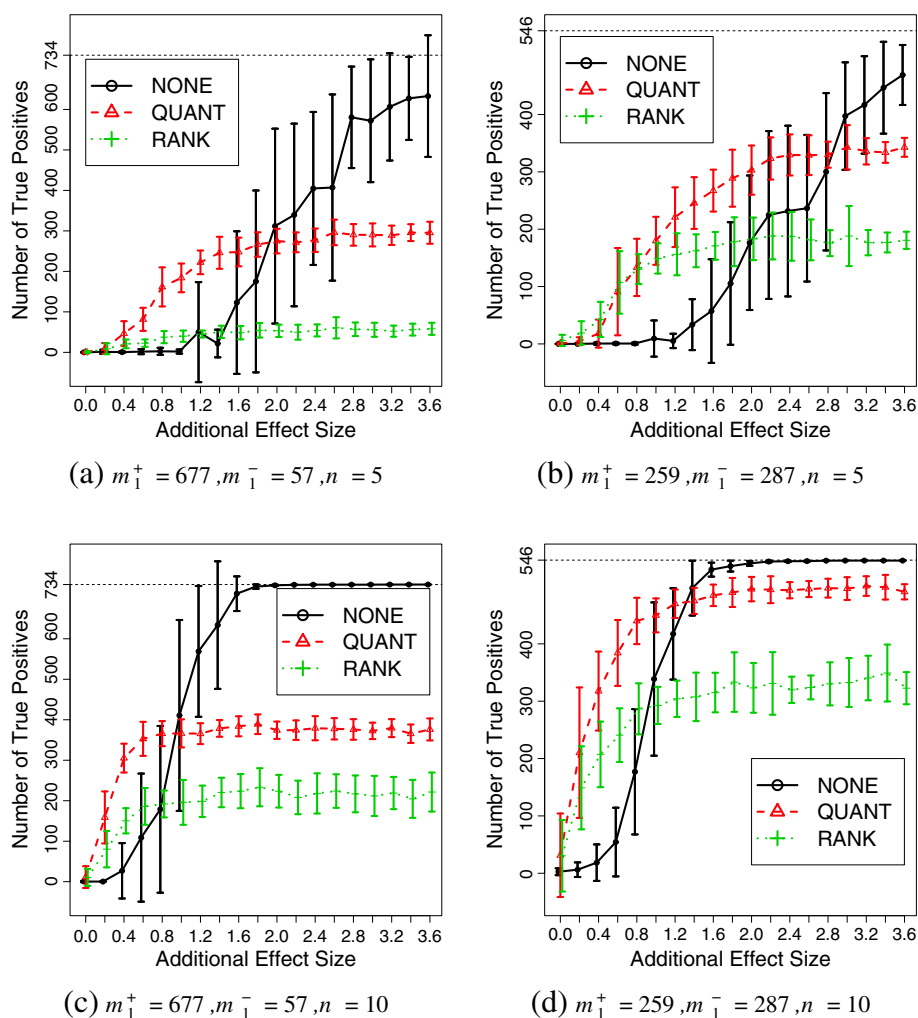 Number of True Positives
734
600
500
400
300
200
100
0
NONE
QUANT
RANK
0.0 0.4 0.8 1.2 1.6 2.0 2.4 2.8 3.2 3.6
Additional Effect Size
(a) m₁⁺ = 677 ,m₁⁻ = 57 ,n = 5
Number of True Positives
546
400
300
200
100
0
NONE
QUANT
RANK
0.0 0.4 0.8 1.2 1.6 2.0 2.4 2.8 3.2 3.6
Additional Effect Size
(b) m₁⁺ = 259 ,m₁⁻ = 287 ,n = 5
Number of True Positives
734
600
500
400
300
200
100
0
NONE
QUANT
RANK
0.0 0.4 0.8 1.2 1.6 2.0 2.4 2.8 3.2 3.6
Additional Effect Size
(c) m₁⁺ = 677 ,m₁⁻ = 57 ,n = 10
Number of True Positives
546
400
300
200
100
0
NONE
QUANT
RANK
0.0 0.4 0.8 1.2 1.6 2.0 2.4 2.8 3.2 3.6
Additional Effect Size
(d) m₁⁺ = 259 ,m₁⁻ = 287 ,n = 10